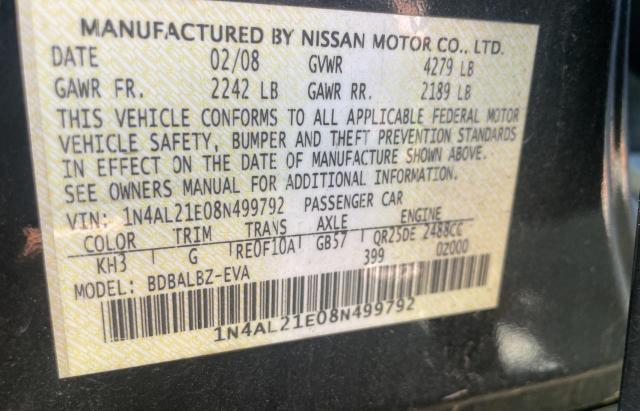 MANUFACTURED BY NISSAN MOTOR CO., LTD.
DATE 02/08 GVWR 4279 LB
GAWR FR. 2242 LB GAWR RR. 2189 LB
THIS VEHICLE CONFORMS TO ALL APPLICABLE FEDERAL MOTOR
VEHICLE SAFETY, BUMPER AND THEFT PREVENTION STANDARDS
IN EFFECT ON THE DATE OF MANUFACTURE SHOWN ABOVE.
SEE OWNERS MANUAL FOR ADDITIONAL INFORMATION.
VIN: 1N4AL21E08N499792 PASSENGER CAR
COLOR TRIM TRANS AXLE ENGINE
KH3 G RE0F10A GB57 QR25DE 2488CC
MODEL: BDBALBZ-EVA 399 02000
1N4AL21E08N499792